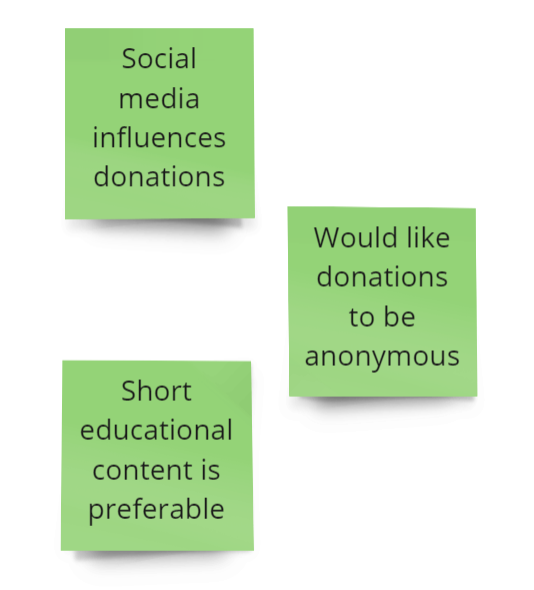 Social
media
influences
donations
Would like
donations
to be
anonymous
Short
educational
content is
preferable